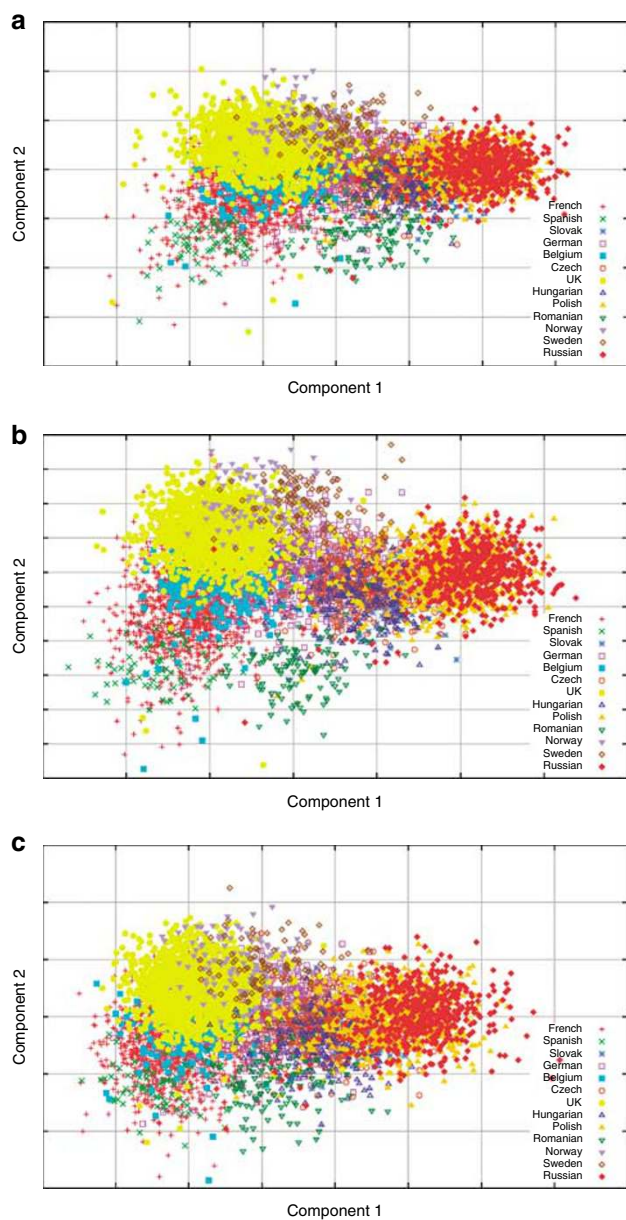 a
Component 2
French
Spanish
Slovak
German
Belgium
Czech
UK
Hungarian
Polish
Romanian
Norway
Sweden
Russian
Component 1
b
Component 2
French
Spanish
Slovak
German
Belgium
Czech
UK
Hungarian
Polish
Romanian
Norway
Sweden
Russian
Component 1
c
Component 2
French
Spanish
Slovak
German
Belgium
Czech
UK
Hungarian
Polish
Romanian
Norway
Sweden
Russian
Component 1